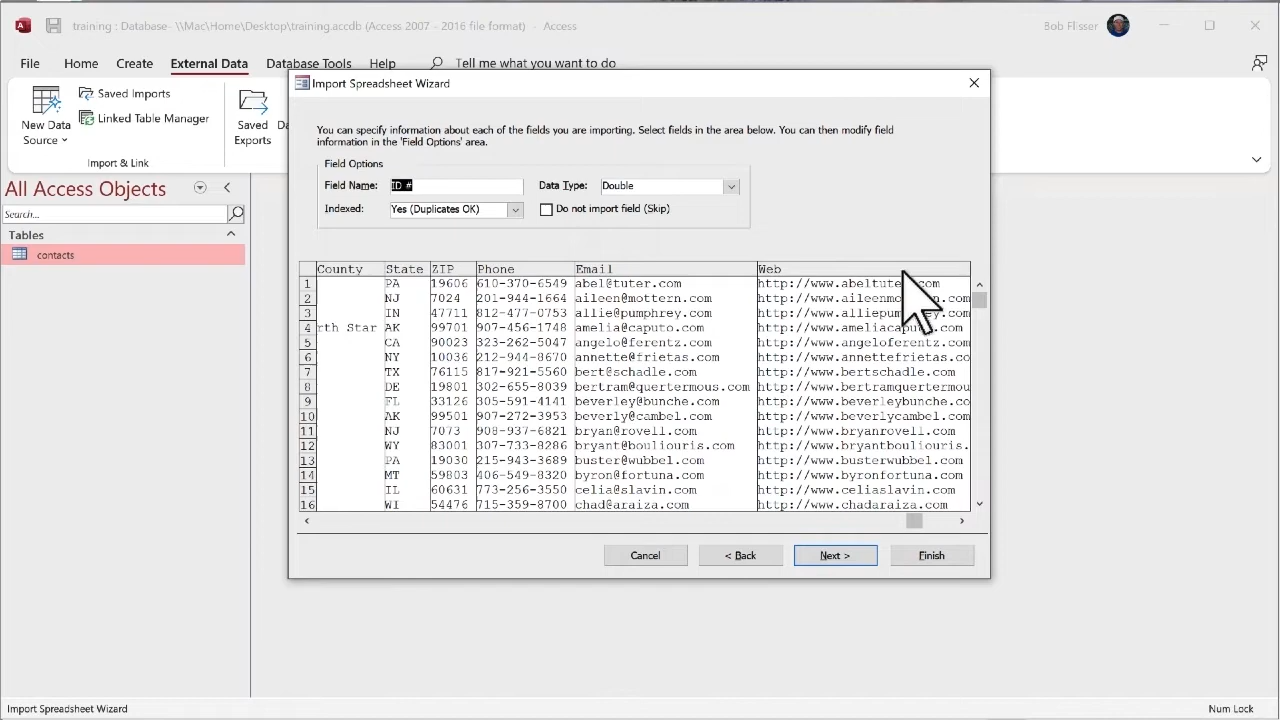 training : Database- \\Mac\Home\Desktop\training.accdb (Access 2007 - 2016 file format) - Access
Bob Flisser
File Home Create External Data Database Tools Help Tell me what you want to do
New Data Source
Saved Imports
Linked Table Manager
Import & Link
Saved Exports
All Access Objects
Search...
Tables
contacts
Import Spreadsheet Wizard
You can specify information about each of the fields you are importing. Select fields in the area below. You can then modify field
information in the 'Field Options' area.
Field Options
Field Name: ID # Data Type: Double
Indexed: Yes (Duplicates OK) Do not import field (Skip)
County State ZIP Phone Email Web
1 PA 19606 610-370-6549 abel@tuter.com http://www.abeltuter.com
2 NJ 7024 201-944-1664 aileen@mottern.com
3 IN 47711 812-477-0753 allie@pumphrey.com
4 rth Star AK 99701 907-456-1748 amelia@caputo.com http://www.ameliacaputo.com
5 CA 90023 323-262-5047 angelo@ferentz.com http://www.angeloferentz.com
6 NY 10036 212-944-8670 annette@frietas.com http://www.annettefrietas.co
7 TX 76115 817-921-5560 bert@schadle.com http://www.bertschadle.com
8 DE 19801 302-655-8039 bertram@quertermous.com http://www.bertramquertermou
9 FL 33126 305-591-4141 beverley@bunche.com http://www.beverleybunche.co
10 AK 99501 907-272-3953 beverly@cambel.com http://www.beverlycambel.com
11 NJ 7073 908-937-6821 bryan@rovell.com http://www.bryanrovell.com
12 WY 83001 307-733-8286 bryant@bouliouris.com http://www.bryantbouliouris.
13 PA 19030 215-943-3689 buster@wubbel.com http://www.busterwubbel.com
14 MT 59803 406-549-8320 byron@fortuna.com http://www.byronfortuna.com
15 IL 60631 773-256-3550 celia@slavin.com http://www.celiaslavin.com
16 WI 54476 715-359-8700 chad@araiza.com http://www.chadaraiza.com
Cancel < Back Next > Finish
Import Spreadsheet Wizard
Num Lock